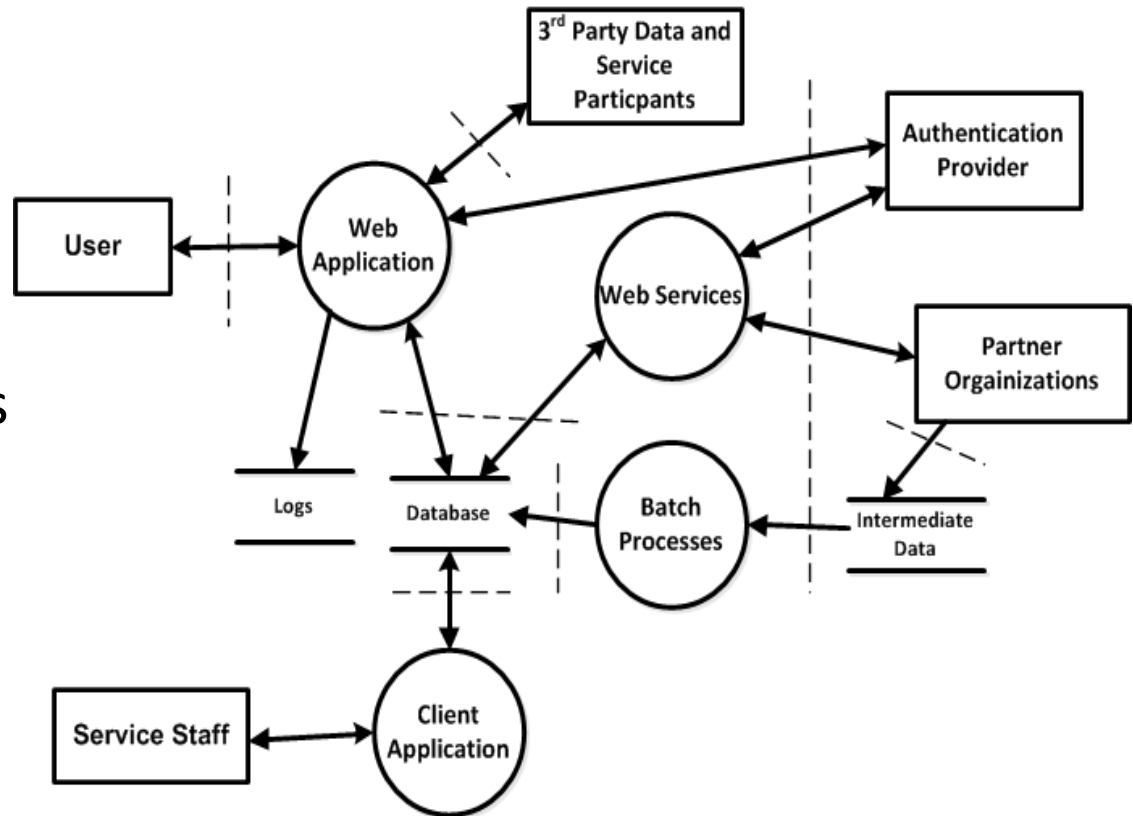 3rd Party Data and
Service
Particpants
Authentication
Provider
User
Web
Application
Web Services
Partner
Orgainizations
s
Logs
Database
Batch
Processes
Intermediate
Data
Service Staff
Client
Application